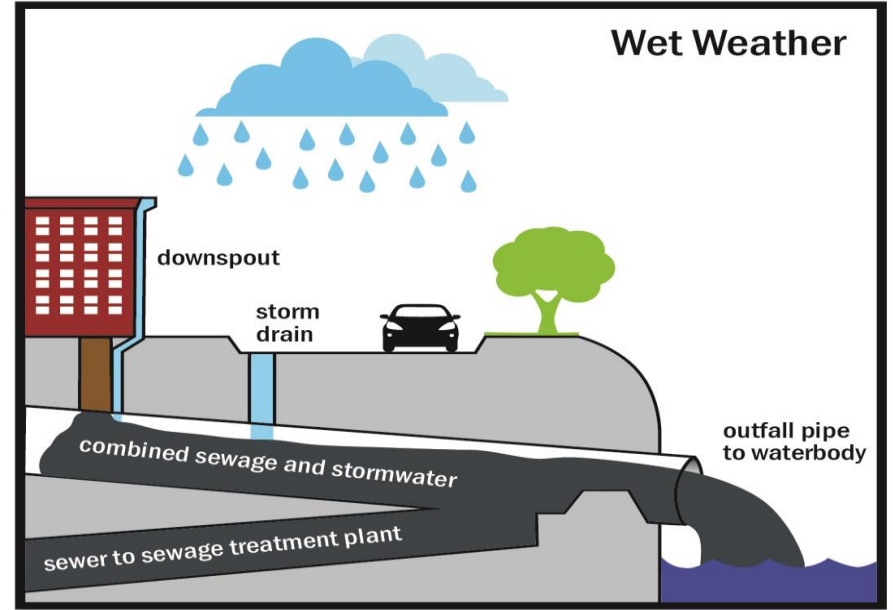 Wet Weather
downspout
storm
drain
outfall pipe
to waterbody
combined sewage and stormwater
sewer to sewage treatment plant